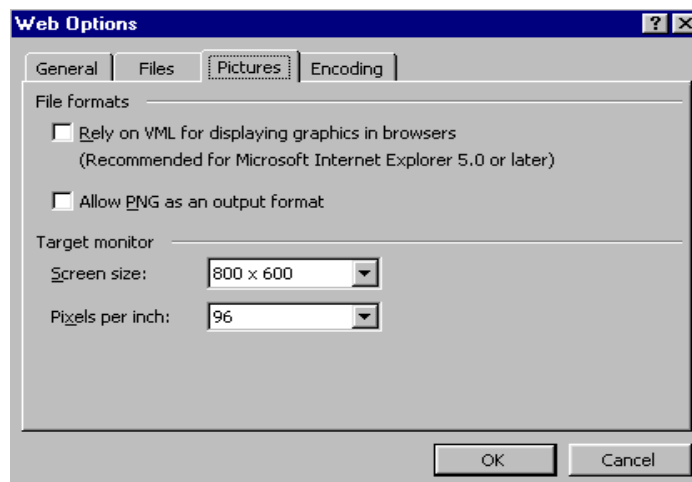 Web Options
General Files Pictures Encoding
File formats
Rely on VML for displaying graphics in browsers
(Recommended for Microsoft Internet Explorer 5.0 or later)
Allow PNG as an output format
Target monitor
Screen size: 800 x 600
Pixels per inch: 96
OK Cancel